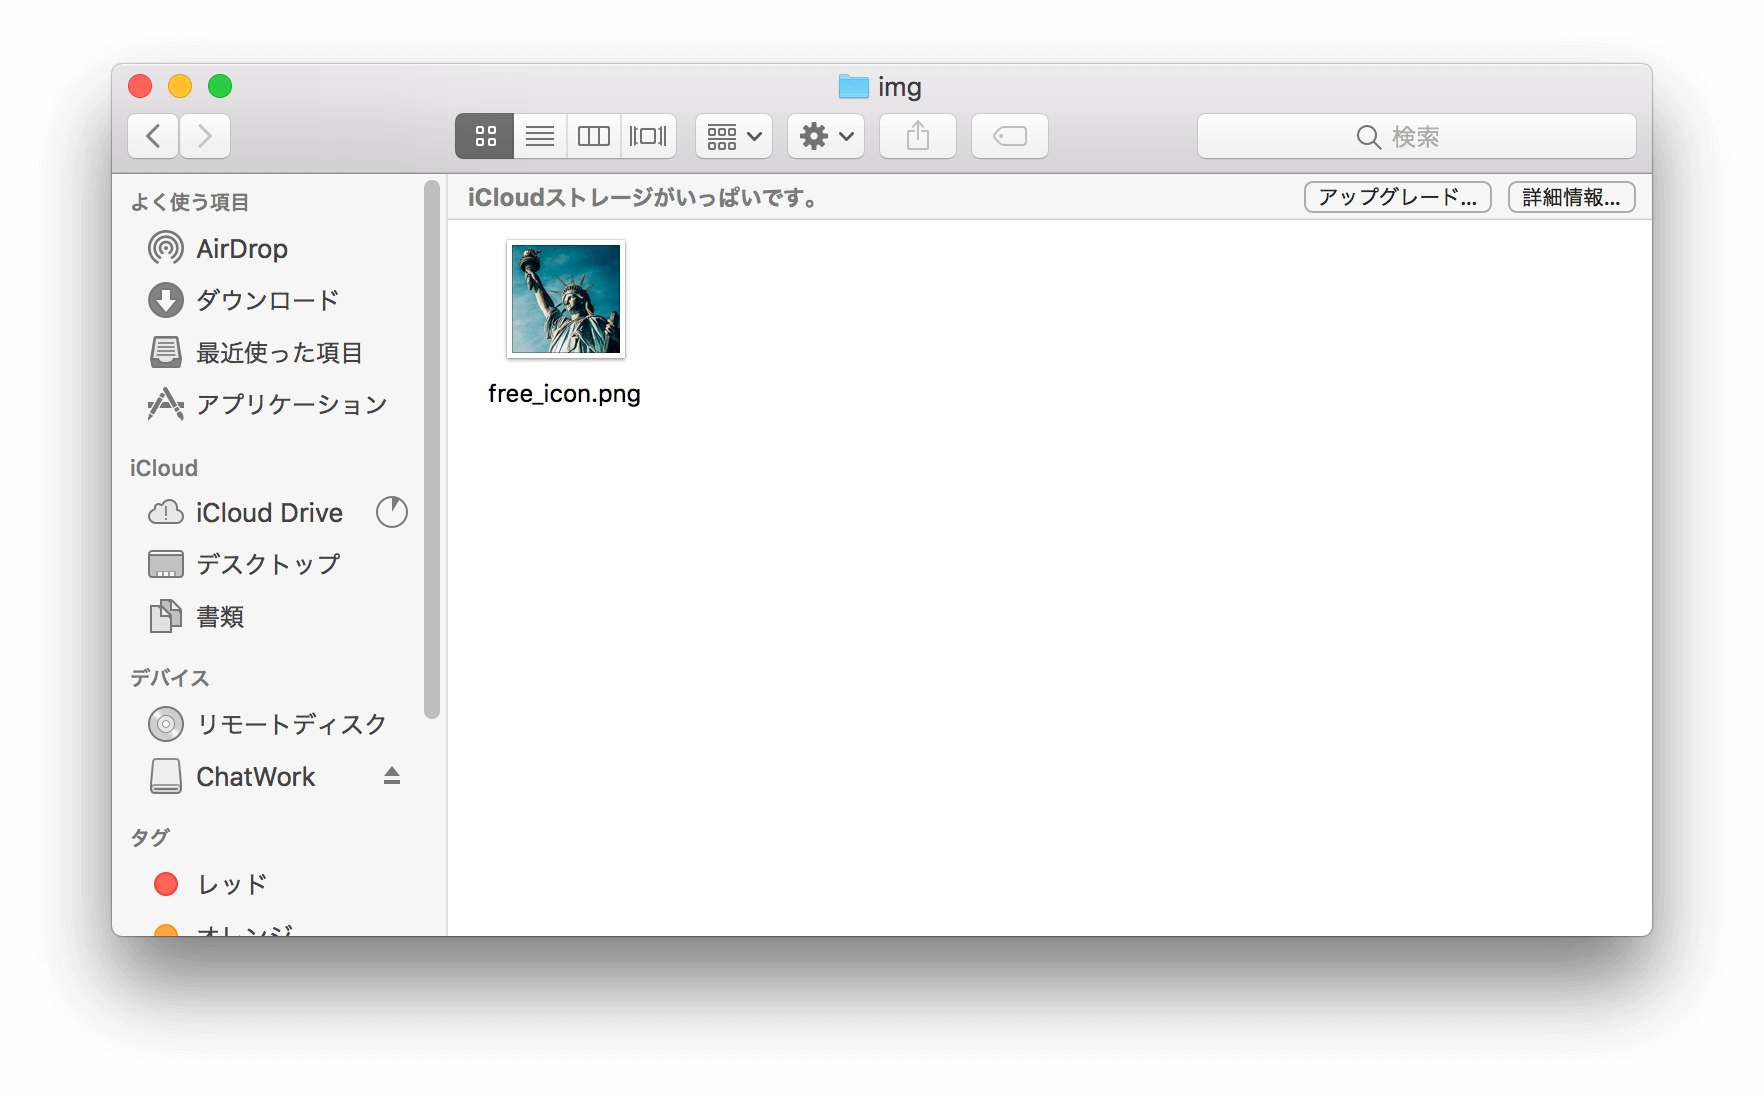 img
検索
よく使う項目
AirDrop
ダウンロード
最近使った項目
アプリケーション
iCloud
iCloud Drive
デスクトップ
書類
デバイス
リモートディスク
ChatWork
タグ
レッド
オレンジ
iCloudストレージがいっぱいです。
アップグレード...
詳細情報...
free_icon.png